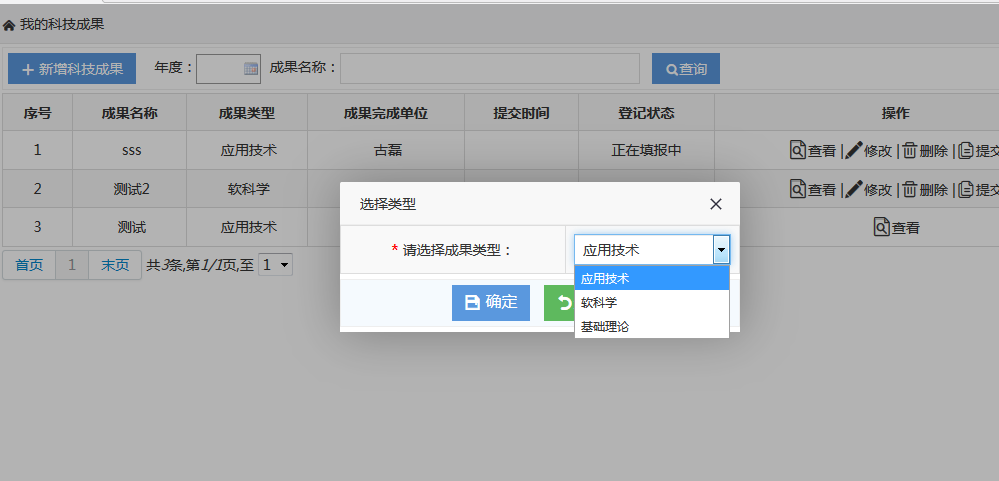 我的科技成果
新增科技成果 年度： 成果名称： 查询
序号 成果名称 成果类型 成果完成单位 提交时间 登记状态 操作
1 sss 应用技术 古磊 正在填报中 查看 | 修改 | 删除 | 提交
2 测试2 软科学 查看 | 修改 | 删除 | 提交
3 测试 应用技术 查看
首页 1 末页 共3条,第1/1页,至 1
选择类型
* 请选择成果类型： 应用技术
应用技术
软科学
基础理论
确定